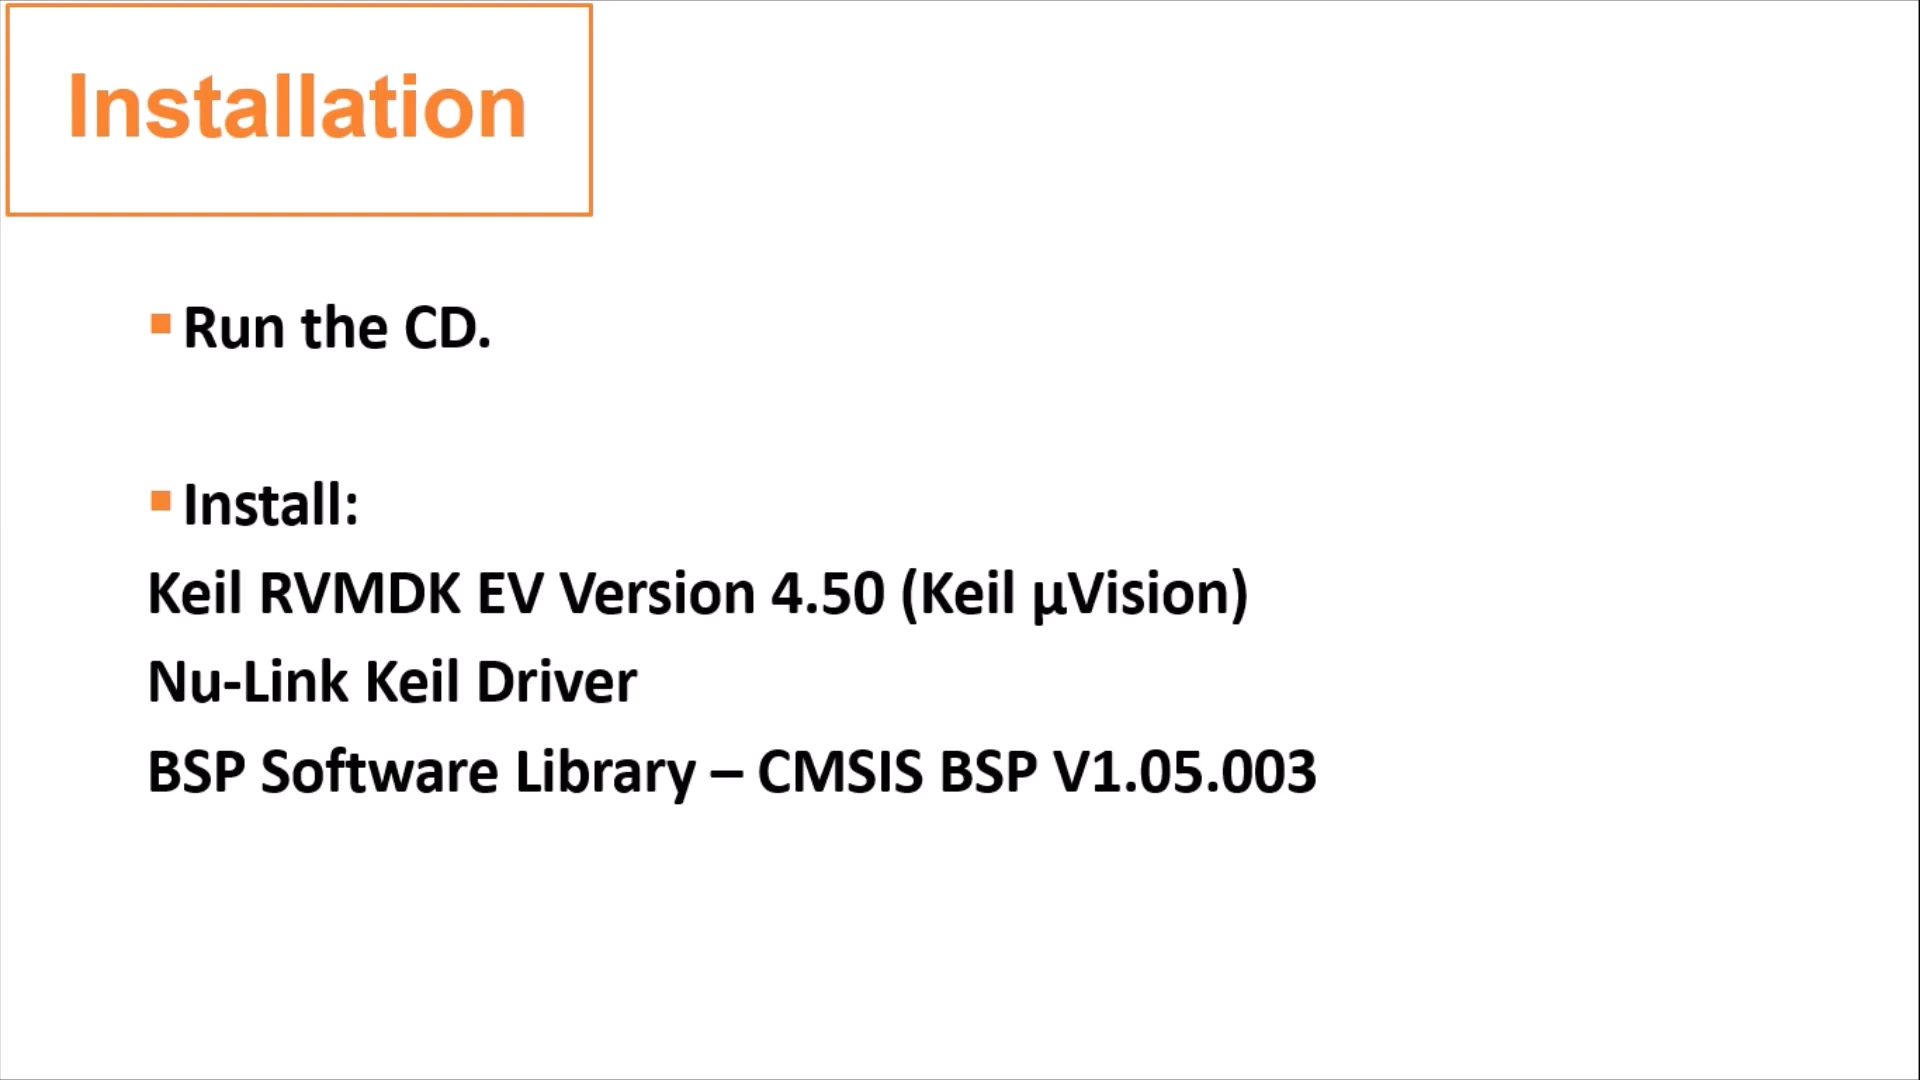 Installation
▪Run the CD.
▪Install:
Keil RVMDK EV Version 4.50 (Keil µVision)
Nu-Link Keil Driver
BSP Software Library – CMSIS BSP V1.05.003